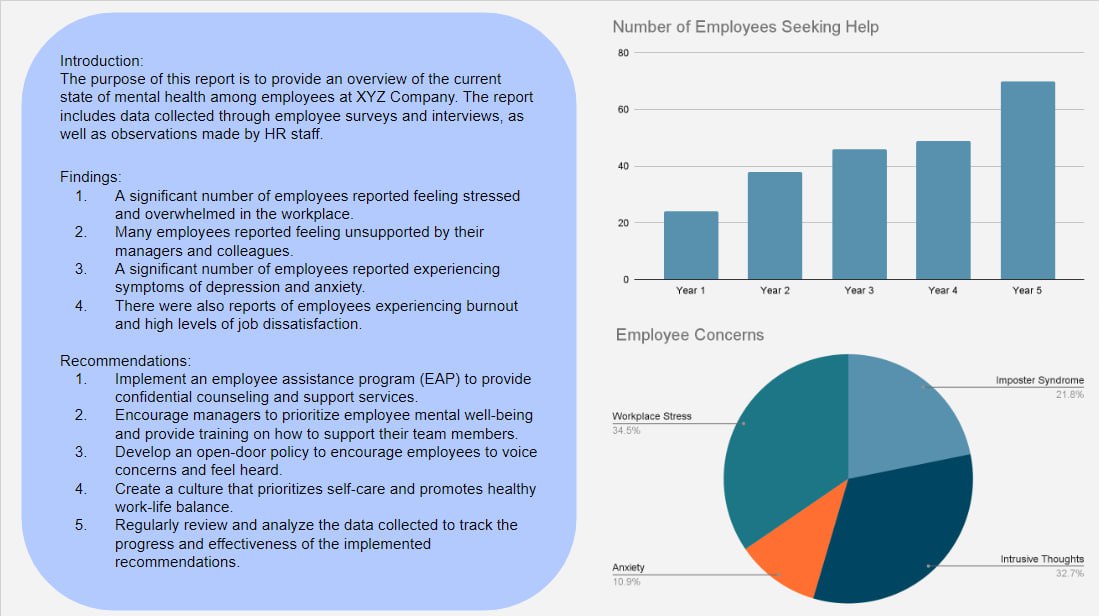 Introduction:
The purpose of this report is to provide an overview of the current
state of mental health among employees at XYZ Company. The report
includes data collected through employee surveys and interviews, as
well as observations made by HR staff.
Findings:
1. A significant number of employees reported feeling stressed
and overwhelmed in the workplace.
2. Many employees reported feeling unsupported by their
managers and colleagues.
3. A significant number of employees reported experiencing
symptoms of depression and anxiety.
4. There were also reports of employees experiencing burnout
and high levels of job dissatisfaction.
Recommendations:
1. Implement an employee assistance program (EAP) to provide
confidential counseling and support services.
2. Encourage managers to prioritize employee mental well-being
and provide training on how to support their team members.
3. Develop an open-door policy to encourage employees to voice
concerns and feel heard.
4. Create a culture that prioritizes self-care and promotes healthy
work-life balance.
5. Regularly review and analyze the data collected to track the
progress and effectiveness of the implemented
recommendations.
Number of Employees Seeking Help
80
60
40
20
0
Year 1 Year 2 Year 3 Year 4 Year 5
Employee Concerns
Imposter Syndrome
21.8%
Workplace Stress
34.5%
Intrusive Thoughts
32.7%
Anxiety
10.9%